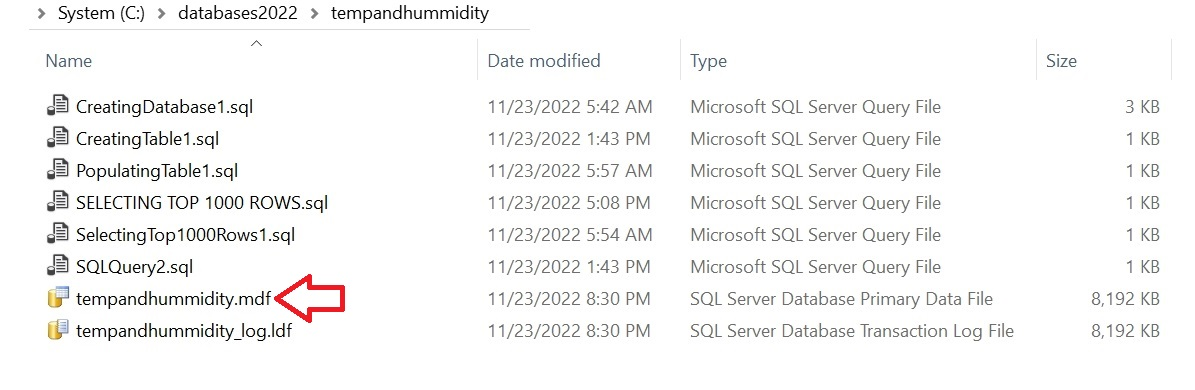 System (C:) > databases2022 > tempandhummidity
Name Date modified Type Size
CreatingDatabase1.sql 11/23/2022 5:42 AM Microsoft SQL Server Query File 3 KB
CreatingTable1.sql 11/23/2022 1:43 PM Microsoft SQL Server Query File 1 KB
PopulatingTable1.sql 11/23/2022 5:57 AM Microsoft SQL Server Query File 1 KB
SELECTING TOP 1000 ROWS.sql 11/23/2022 5:08 PM Microsoft SQL Server Query File 1 KB
SelectingTop1000Rows1.sql 11/23/2022 5:54 AM Microsoft SQL Server Query File 1 KB
SQLQuery2.sql 11/23/2022 1:43 PM Microsoft SQL Server Query File 1 KB
tempandhummidity.mdf 11/23/2022 8:30 PM SQL Server Database Primary Data File 8,192 KB
tempandhummidity_log.ldf 11/23/2022 8:30 PM SQL Server Database Transaction Log File 8,192 KB